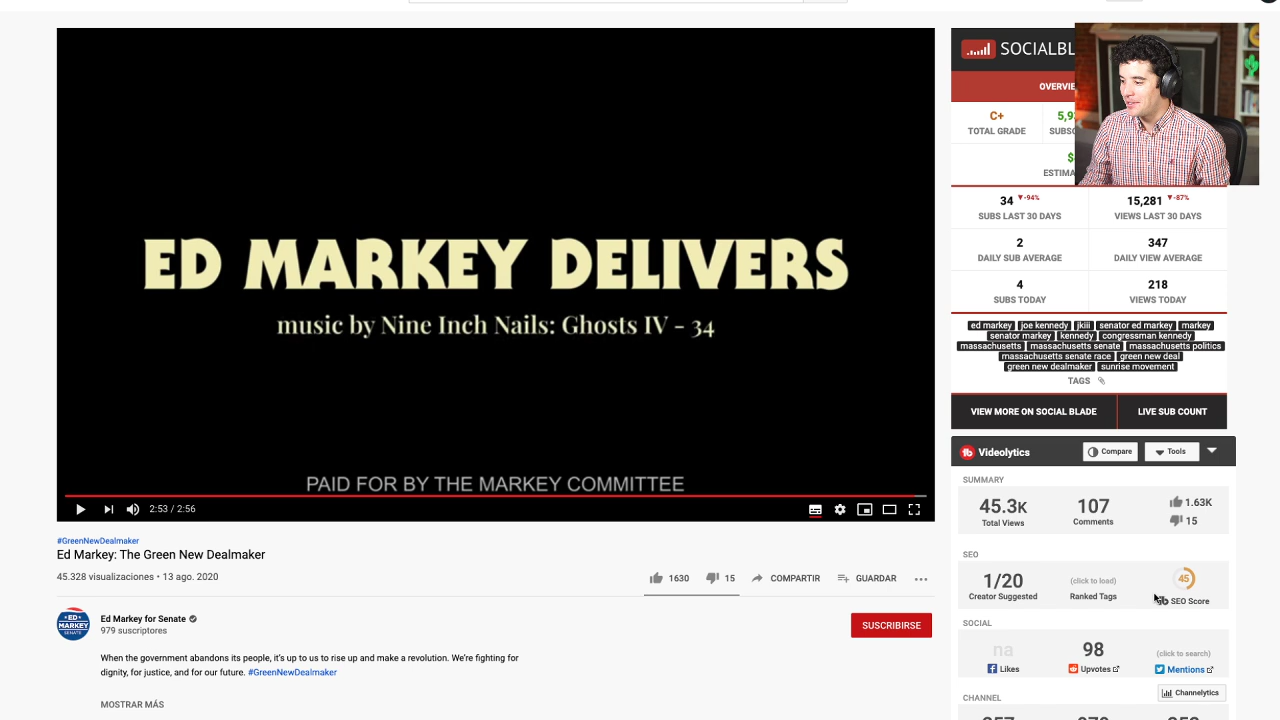 ED MARKEY DELIVERS
music by Nine Inch Nails: Ghosts IV - 34
PAID FOR BY THE MARKEY COMMITTEE
2:53 / 2:56
#GreenNewDealmaker
Ed Markey: The Green New Dealmaker
45.328 visualizaciones • 13 ago. 2020
1630
15
COMPARTIR
GUARDAR
ED MARKEY SENATE
Ed Markey for Senate
979 suscriptores
SUSCRIBIRSE
When the government abandons its people, it's up to us to rise up and make a revolution. We're fighting for
dignity, for justice, and for our future. #GreenNewDealmaker
MOSTRAR MÁS
C+
TOTAL GRADE
34 ▼-94%
SUBS LAST 30 DAYS
15,281 ▼-87%
VIEWS LAST 30 DAYS
2
DAILY SUB AVERAGE
347
DAILY VIEW AVERAGE
4
SUBS TODAY
218
VIEWS TODAY
ed markey joe kennedy jkiii senator ed markey markey
senator markey kennedy congressman kennedy
massachusetts massachusetts senate massachusetts politics
massachusetts senate race green new deal
green new dealmaker sunrise movement
TAGS
VIEW MORE ON SOCIAL BLADE
LIVE SUB COUNT
Videolytics
Compare
Tools
SUMMARY
45.3K
Total Views
107
Comments
1.63K
15
SEO
1/20
Creator Suggested
(click to load)
Ranked Tags
45
SEO Score
SOCIAL
na
Likes
98
Upvotes
(click to search)
Mentions
Channelytics
CHANNEL